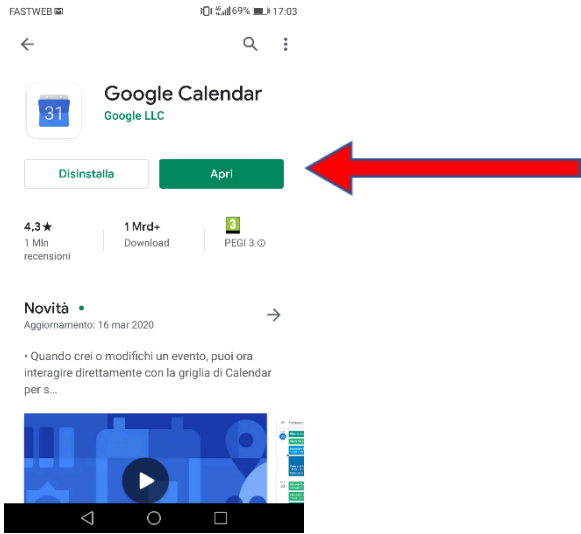 FASTWEB 4G 69% 17:03
Google Calendar
31
Google LLC
Disinstalla Apri
4,3★ 1 Mrd+ 3
1 Mln Download PEGI 3
recensioni
Novità •
Aggiornamento: 16 mar 2020
• Quando crei o modifichi un evento, puoi ora
interagire direttamente con la griglia di Calendar
per s...